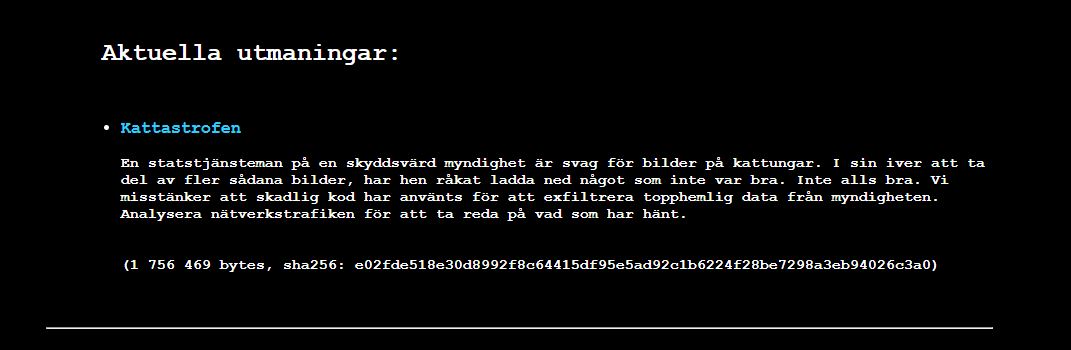 Aktuella utmaningar:
• Kattastrofen
En statstjänsteman på en skyddsvärd myndighet är svag för bilder på kattungar. I sin iver att ta
del av fler sådana bilder, har hen råkat ladda ned något som inte var bra. Inte alls bra. Vi
misstänker att skadlig kod har använts för att exfiltrera topphemlig data från myndigheten.
Analysera nätverkstrafiken för att ta reda på vad som har hänt.
(1 756 469 bytes, sha256: e02fde518e30d8992f8c64415df95e5ad92c1b6224f28be7298a3eb94026c3a0)